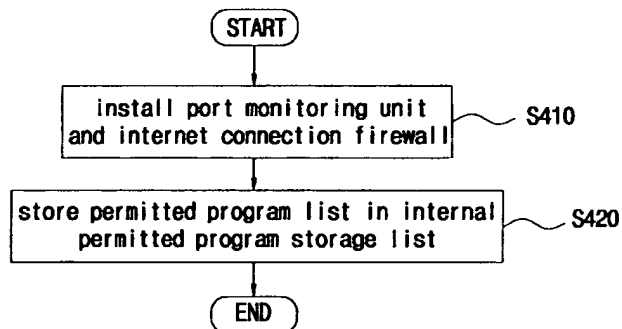 START
install port monitoring unit
and internet connection firewall
S410
store permitted program list in internal
permitted program storage list
S420
END